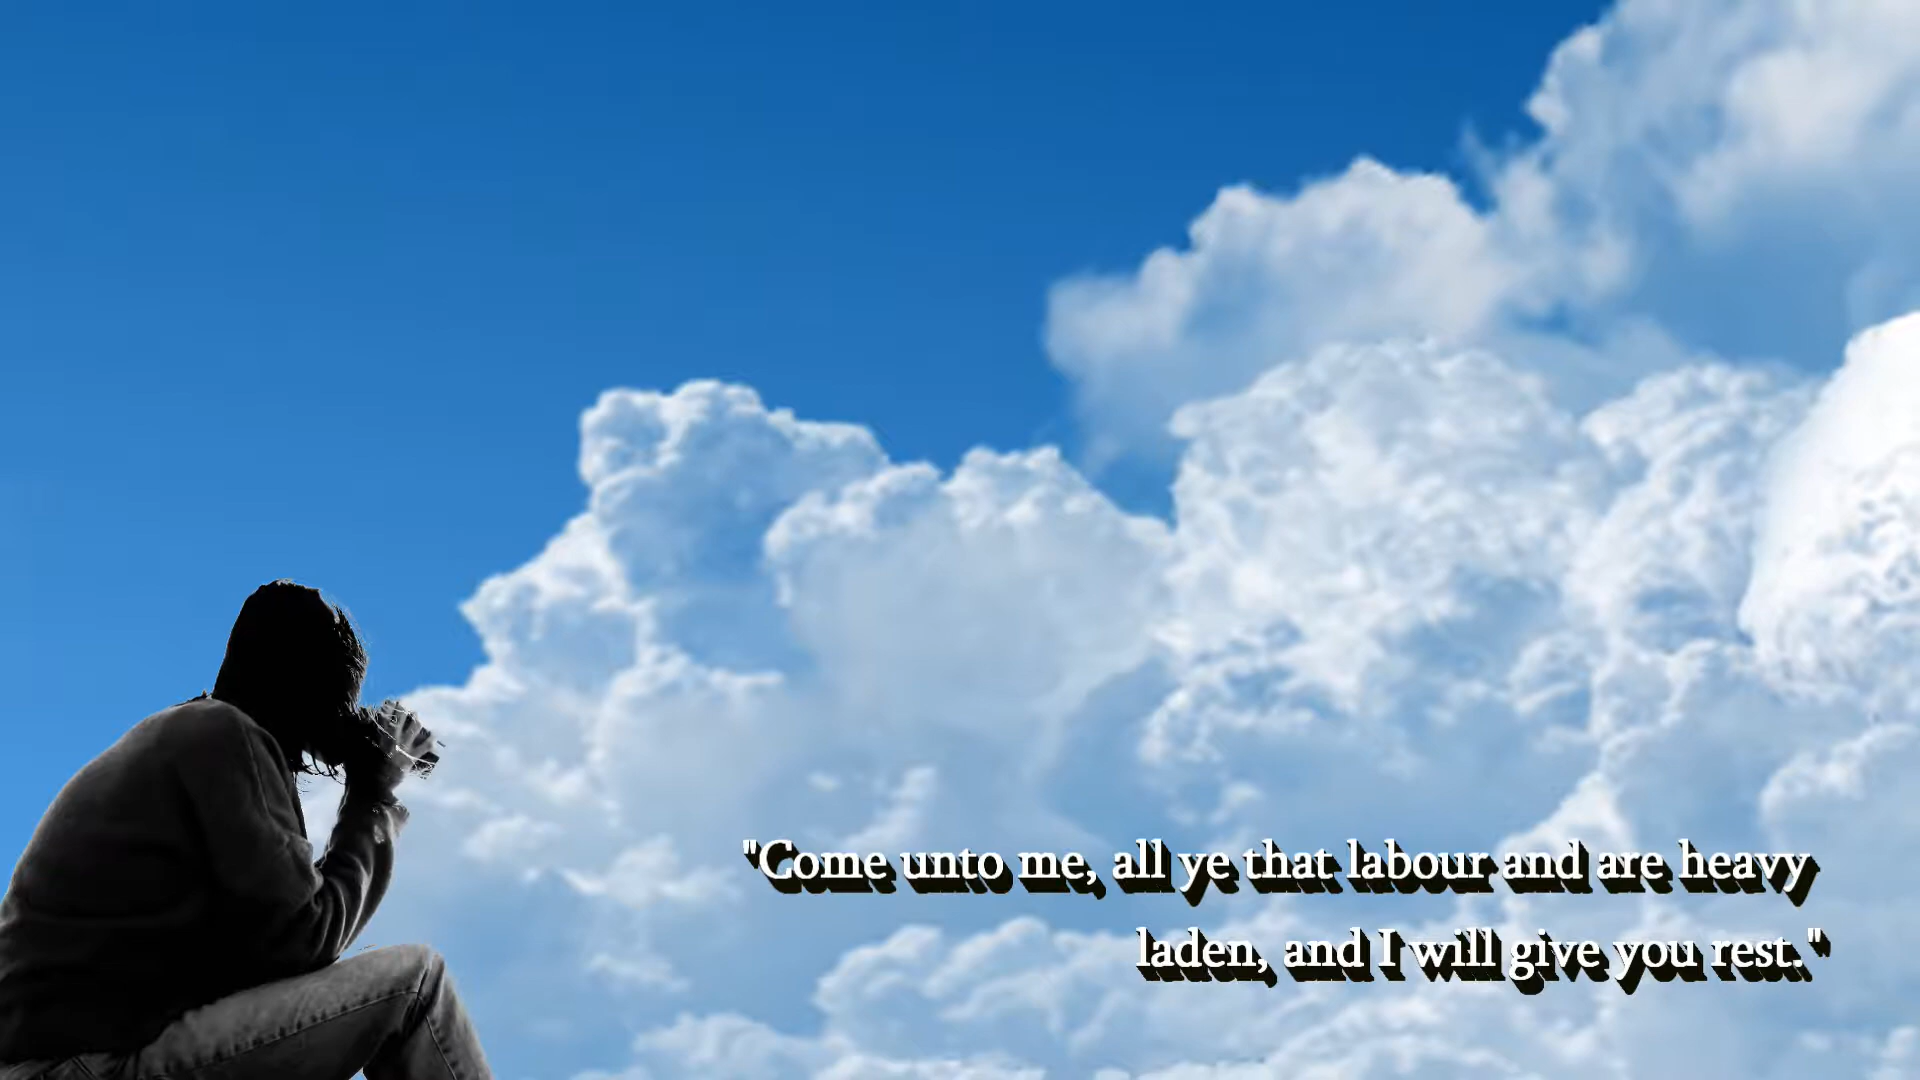 "Come unto me, all ye that labour and are heavy
laden, and I will give you rest."